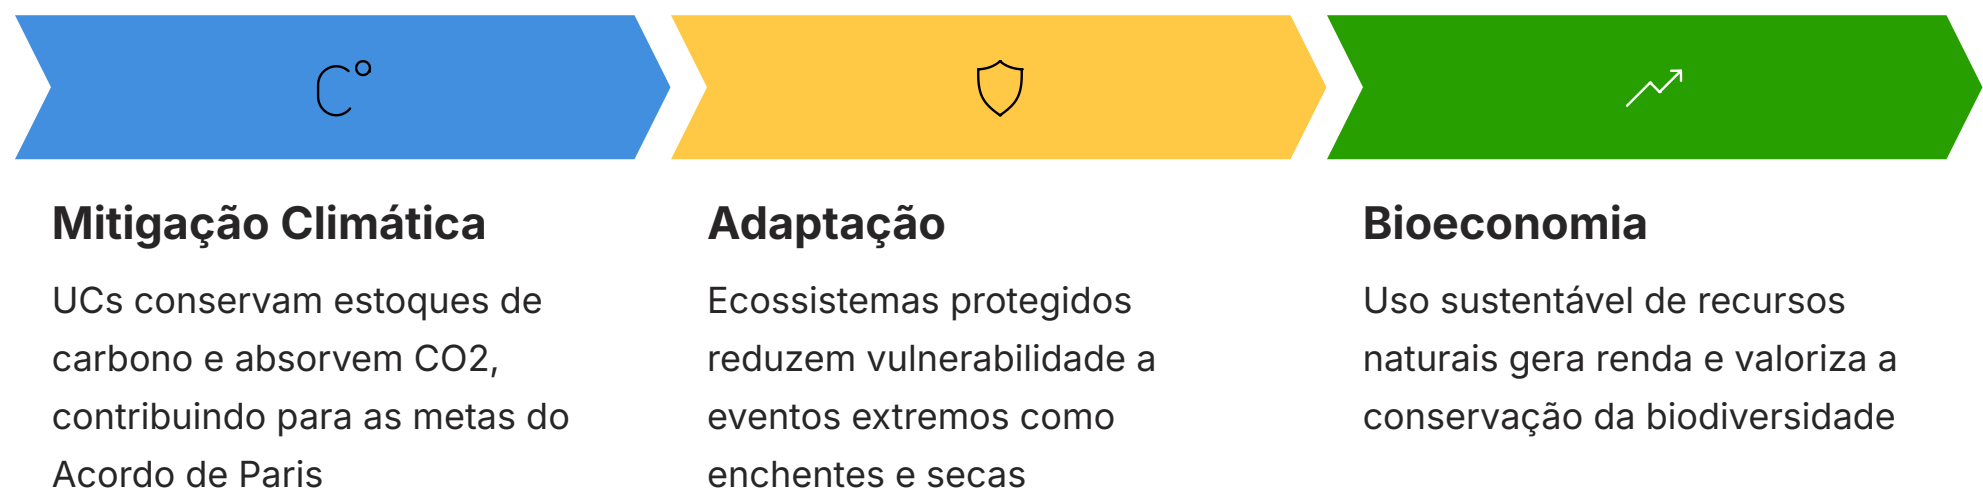 Mitigação Climática
UCs conservam estoques de
carbono e absorvem CO2,
contribuindo para as metas do
Acordo de Paris
Adaptação
Ecossistemas protegidos
reduzem vulnerabilidade a
eventos extremos como
enchentes e secas
Bioeconomia
Uso sustentável de recursos
naturais gera renda e valoriza a
conservação da biodiversidade